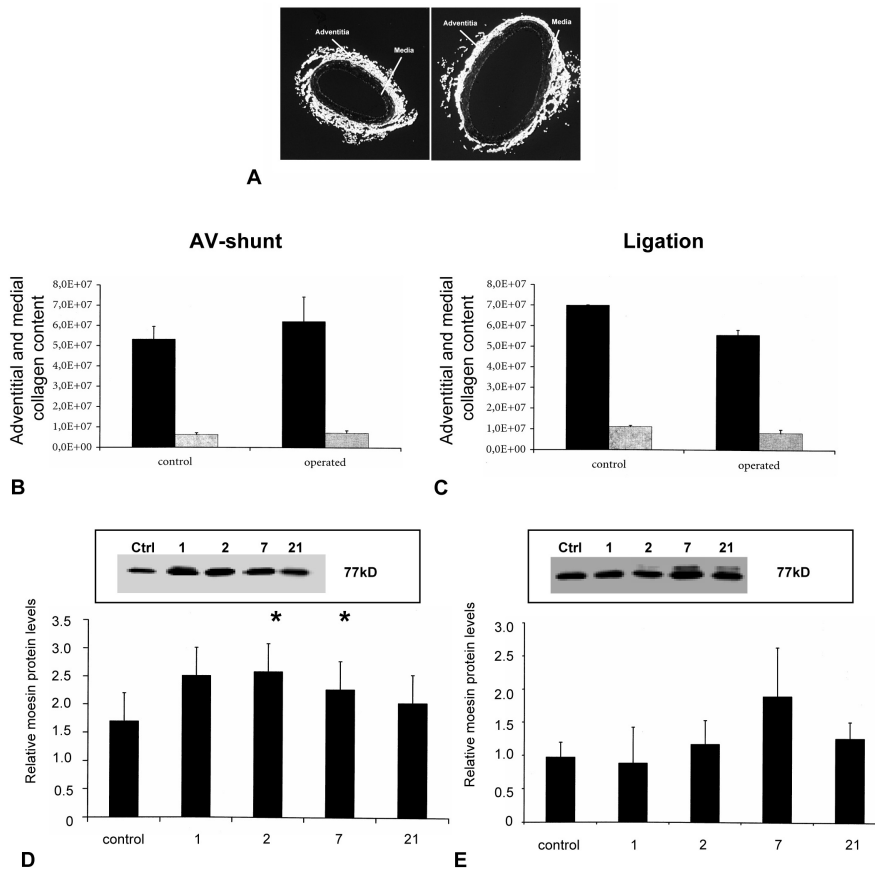 Adventitia
Media
Adventitia
Media
A
AV-shunt
Ligation
Adventitial and medial
collagen content
8,0E+07
7,0E+07
6,0E+07
5,0E+07
4,0E+07
3,0E+07
2,0E+07
1,0E+07
0,0E+00
control operated
B
Adventitial and medial
collagen content
8,0E+07
7,0E+07
6,0E+07
5,0E+07
4,0E+07
3,0E+07
2,0E+07
1,0E+07
0,0E+00
control operated
C
Ctrl 1 2 7 21
77kD
Relative moesin protein levels
3.5
3.0
2.5
2.0
1.5
1.0
0.5
0
* *
control 1 2 7 21
D
Ctrl 1 2 7 21
77kD
Relative moesin protein levels
3.0
2.5
2.0
1.5
1.0
0.5
0
control 1 2 7 21
E